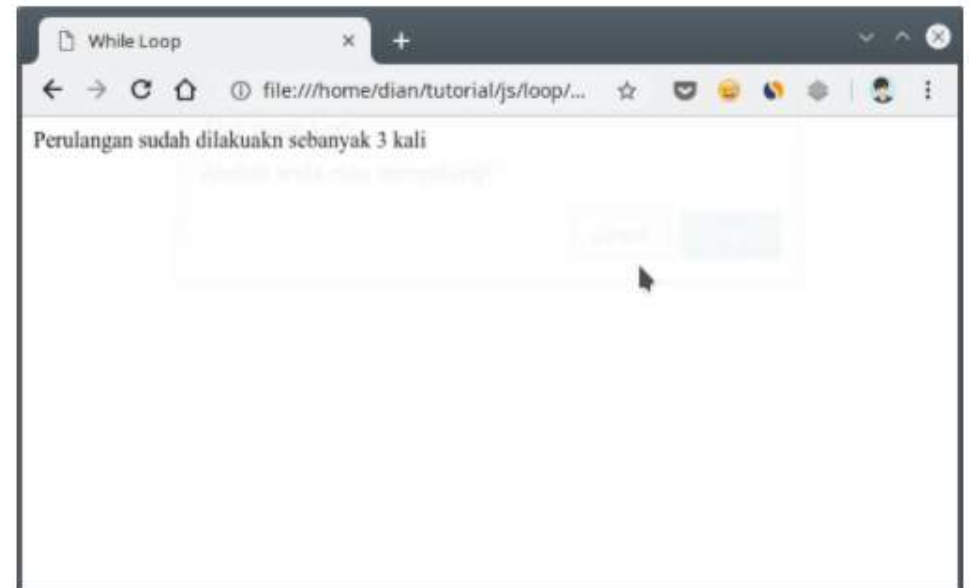 While Loop
file:///home/dian/tutorial/js/loop/...
Perulangan sudah dilakuakn sebanyak 3 kali